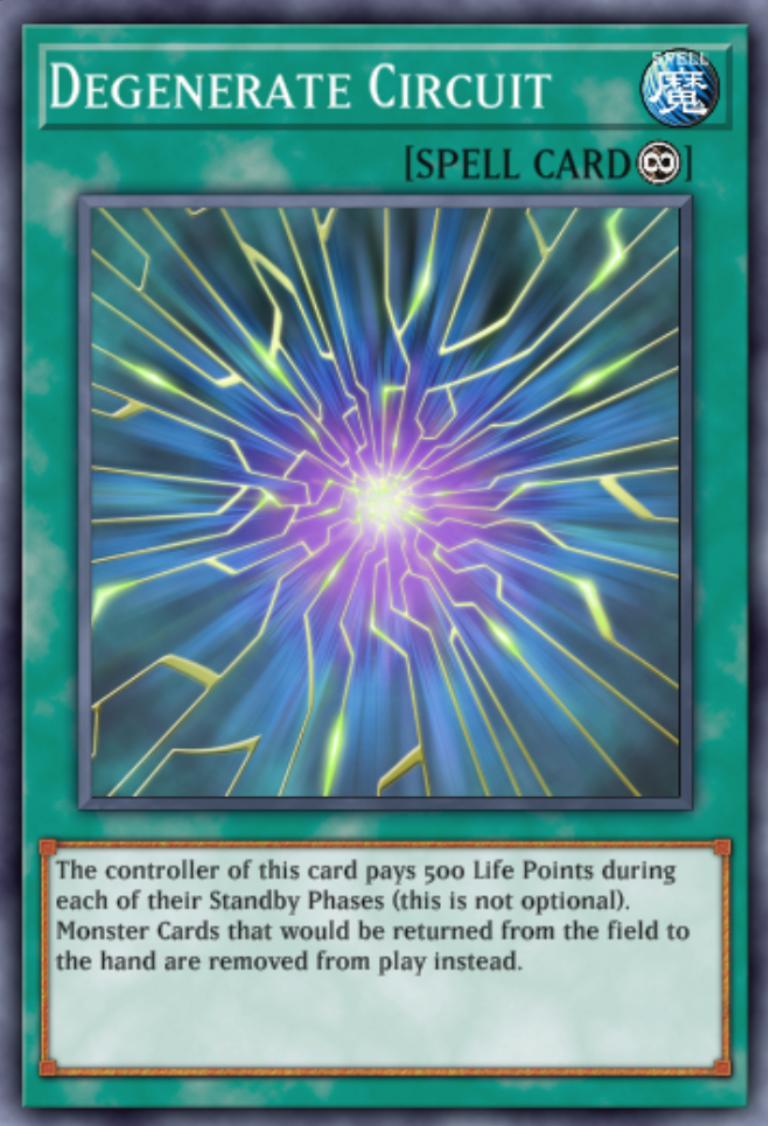 DEGENERATE CIRCUIT
SPELL
魔
[SPELL CARD]
The controller of this card pays 500 Life Points during
each of their Standby Phases (this is not optional).
Monster Cards that would be returned from the field to
the hand are removed from play instead.